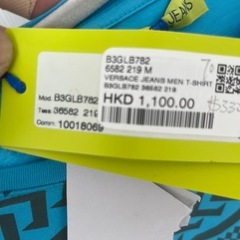 JEANS
B3GLB782
6582 219 M
VERSACE JEANS MEN T-SHIRT
B3GLB782 36582 219
HKD 1,100.00
Mod. B3GLB782
Tess 36582 219
Comm: 10018069